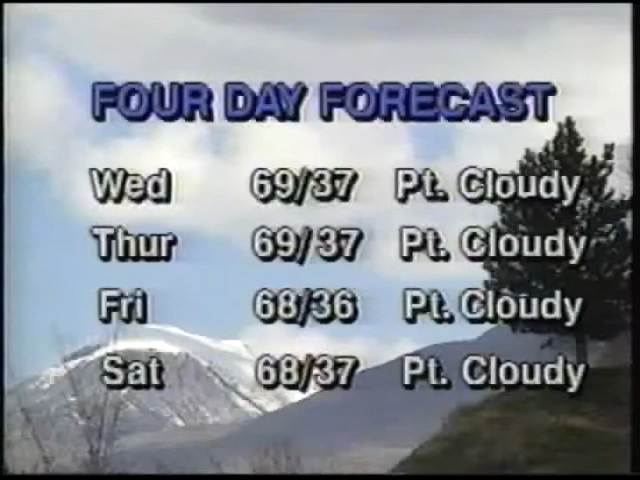 FOUR DAY FORECAST
Wed 69/37 Pt. Cloudy
Thur 69/37 Pt. Cloudy
Fri 68/36 Pt. Cloudy
Sat 68/37 Pt. Cloudy